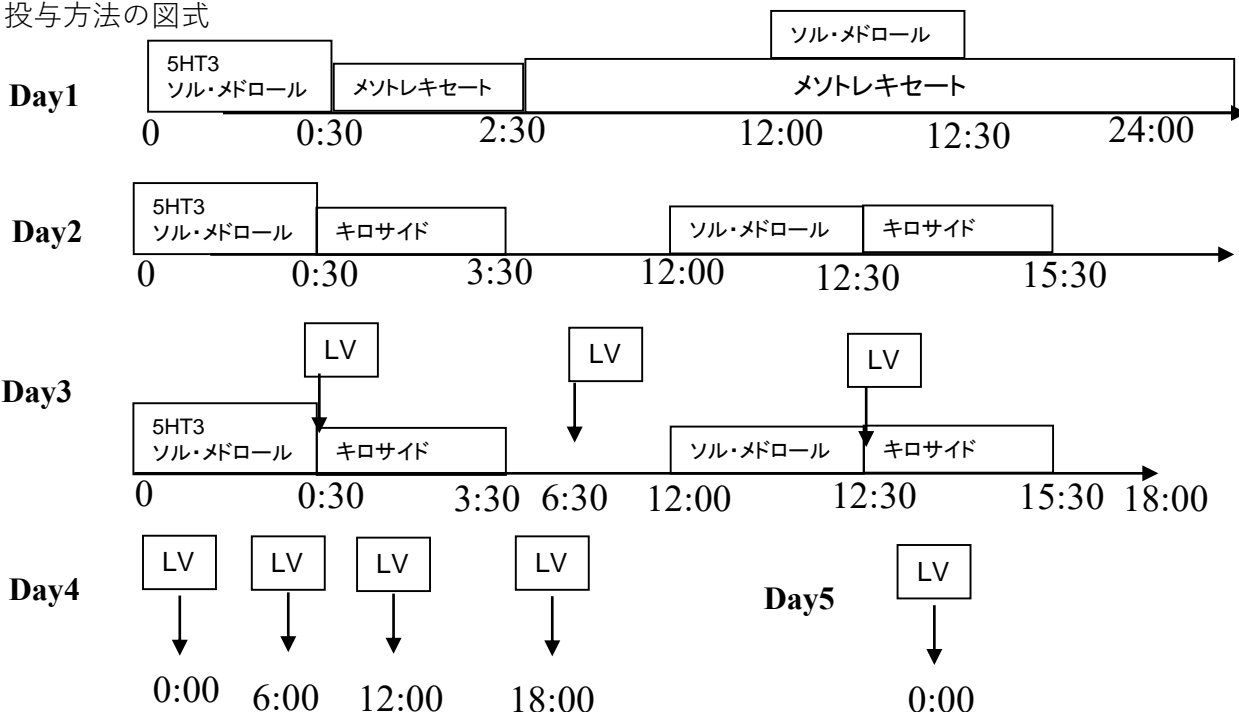 投与方法の図式
ソル・メドロール
5HT3
ソル・メドロール
メソトレキセート
メソトレキセート
Day1
0
0:30
2:30
12:00
12:30
24:00
5HT3
ソル・メドロール
キロサイド
ソル・メドロール
キロサイド
Day2
0
0:30
3:30
12:00
12:30
15:30
LV
LV
LV
Day3
5HT3
ソル・メドロール
キロサイド
ソル・メドロール
キロサイド
0
0:30
3:30
6:30
12:00
12:30
15:30
18:00
LV
LV
LV
LV
LV
Day4
Day5
0:00
6:00
12:00
18:00
0:00